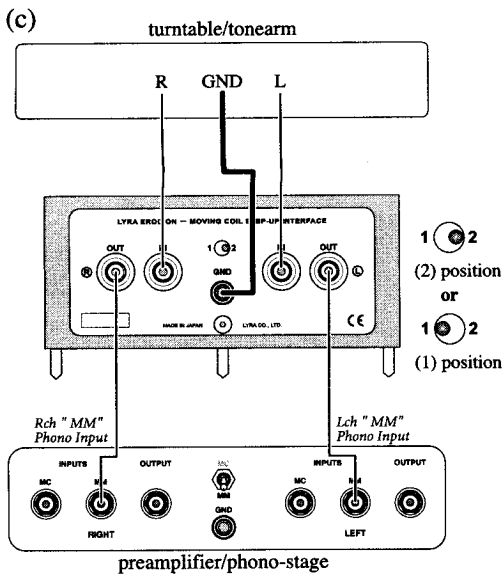 (c)
turntable/tonearm
R GND L
LYRA ERODION — MOVING COIL STEP-UP INTERFACE
OUT IN 1 2 IN OUT
R GND L
MADE IN JAPAN LYRA CO., LTD. CE
1 2
(2) position
or
1 2
(1) position
Rch " MM"
Phono Input
Lch " MM"
Phono Input
INPUTS OUTPUT MC INPUTS OUTPUT
MC MM MM MC MM
GND
RIGHT LEFT
preamplifier/phono-stage